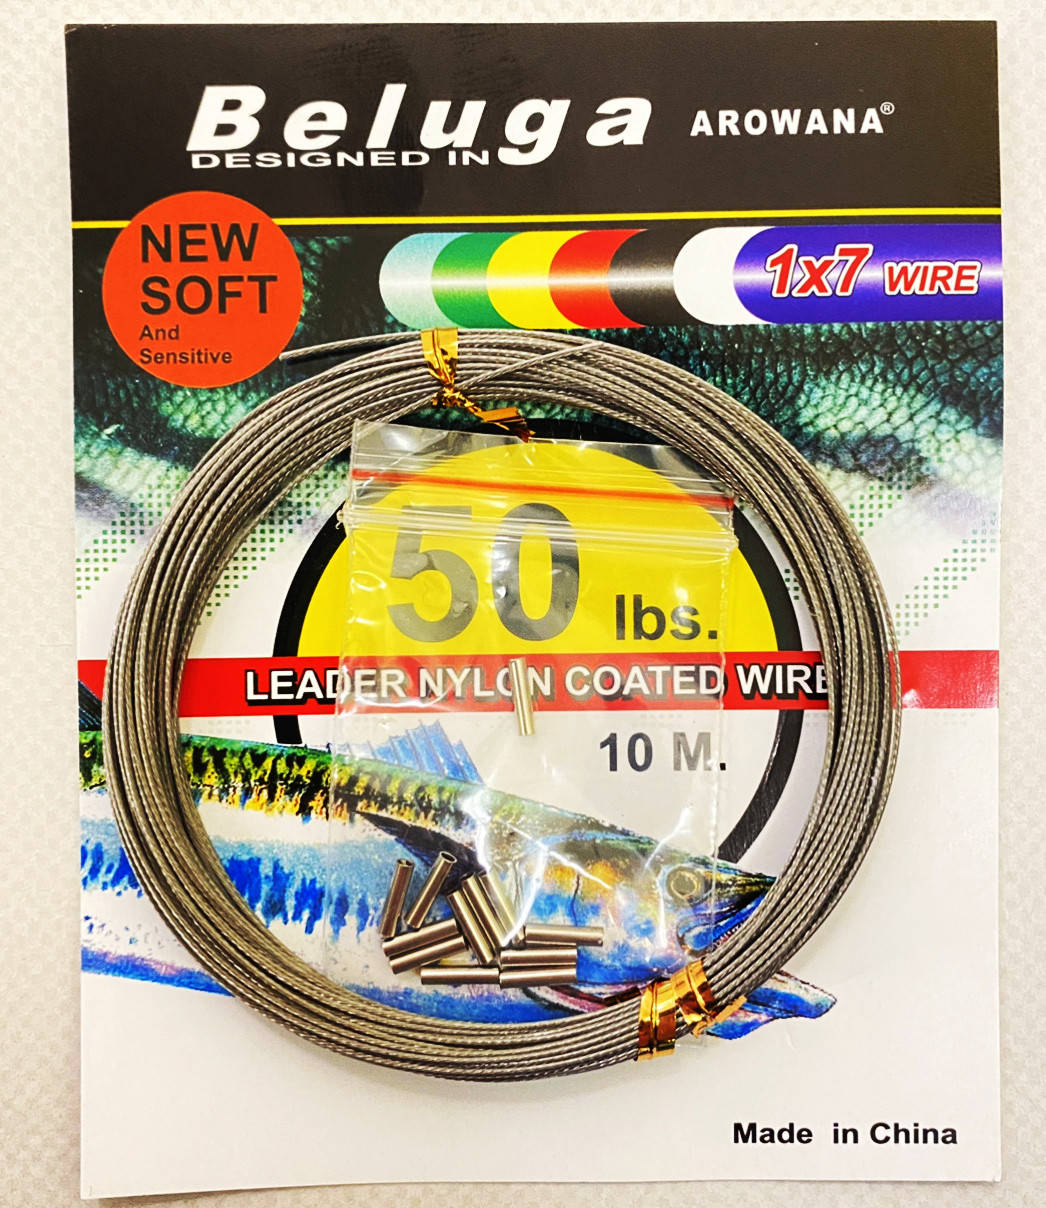 Beluga AROWANA®
DESIGNED IN
NEW
SOFT
And
Sensitive
1x7 WIRE
50 lbs.
LEADER NYLON COATED WIRE
10 M.
Made in China